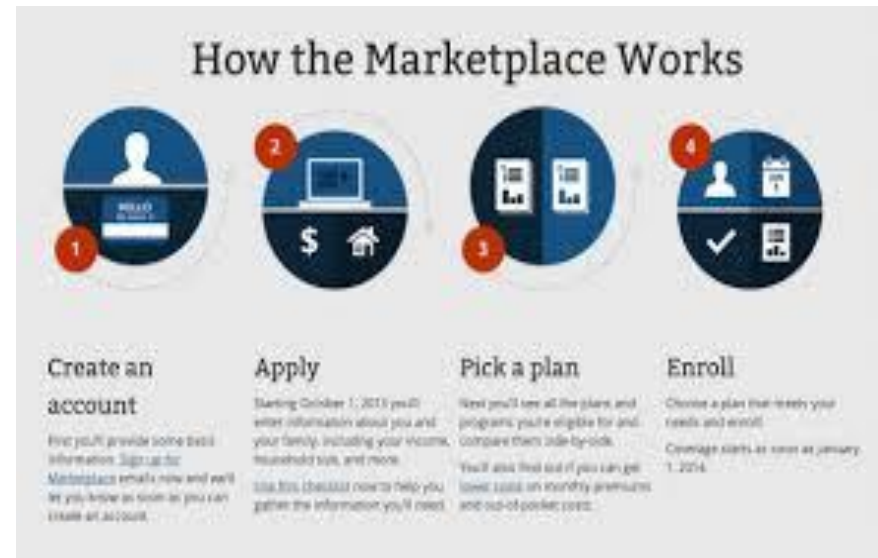 How the Marketplace Works
HELLO
1
2
$
3
4
Create an
account
First you'll provide some basic
information. Sign up for
Marketplace emails now and we'll
let you know as soon as you can
create an account.
Apply
Starting October 1, 2013 you'll
enter information about you and
your family, including your income,
household size, and more.
Use this checklist now to help you
gather the information you'll need.
Pick a plan
Next you'll see all the plans and
programs you're eligible for and
compare them side-by-side.
You'll also find out if you can get
lower costs on monthly premiums
and out-of-pocket costs.
Enroll
Choose a plan that meets your
needs and enroll.
Coverage starts as soon as January
1, 2014.